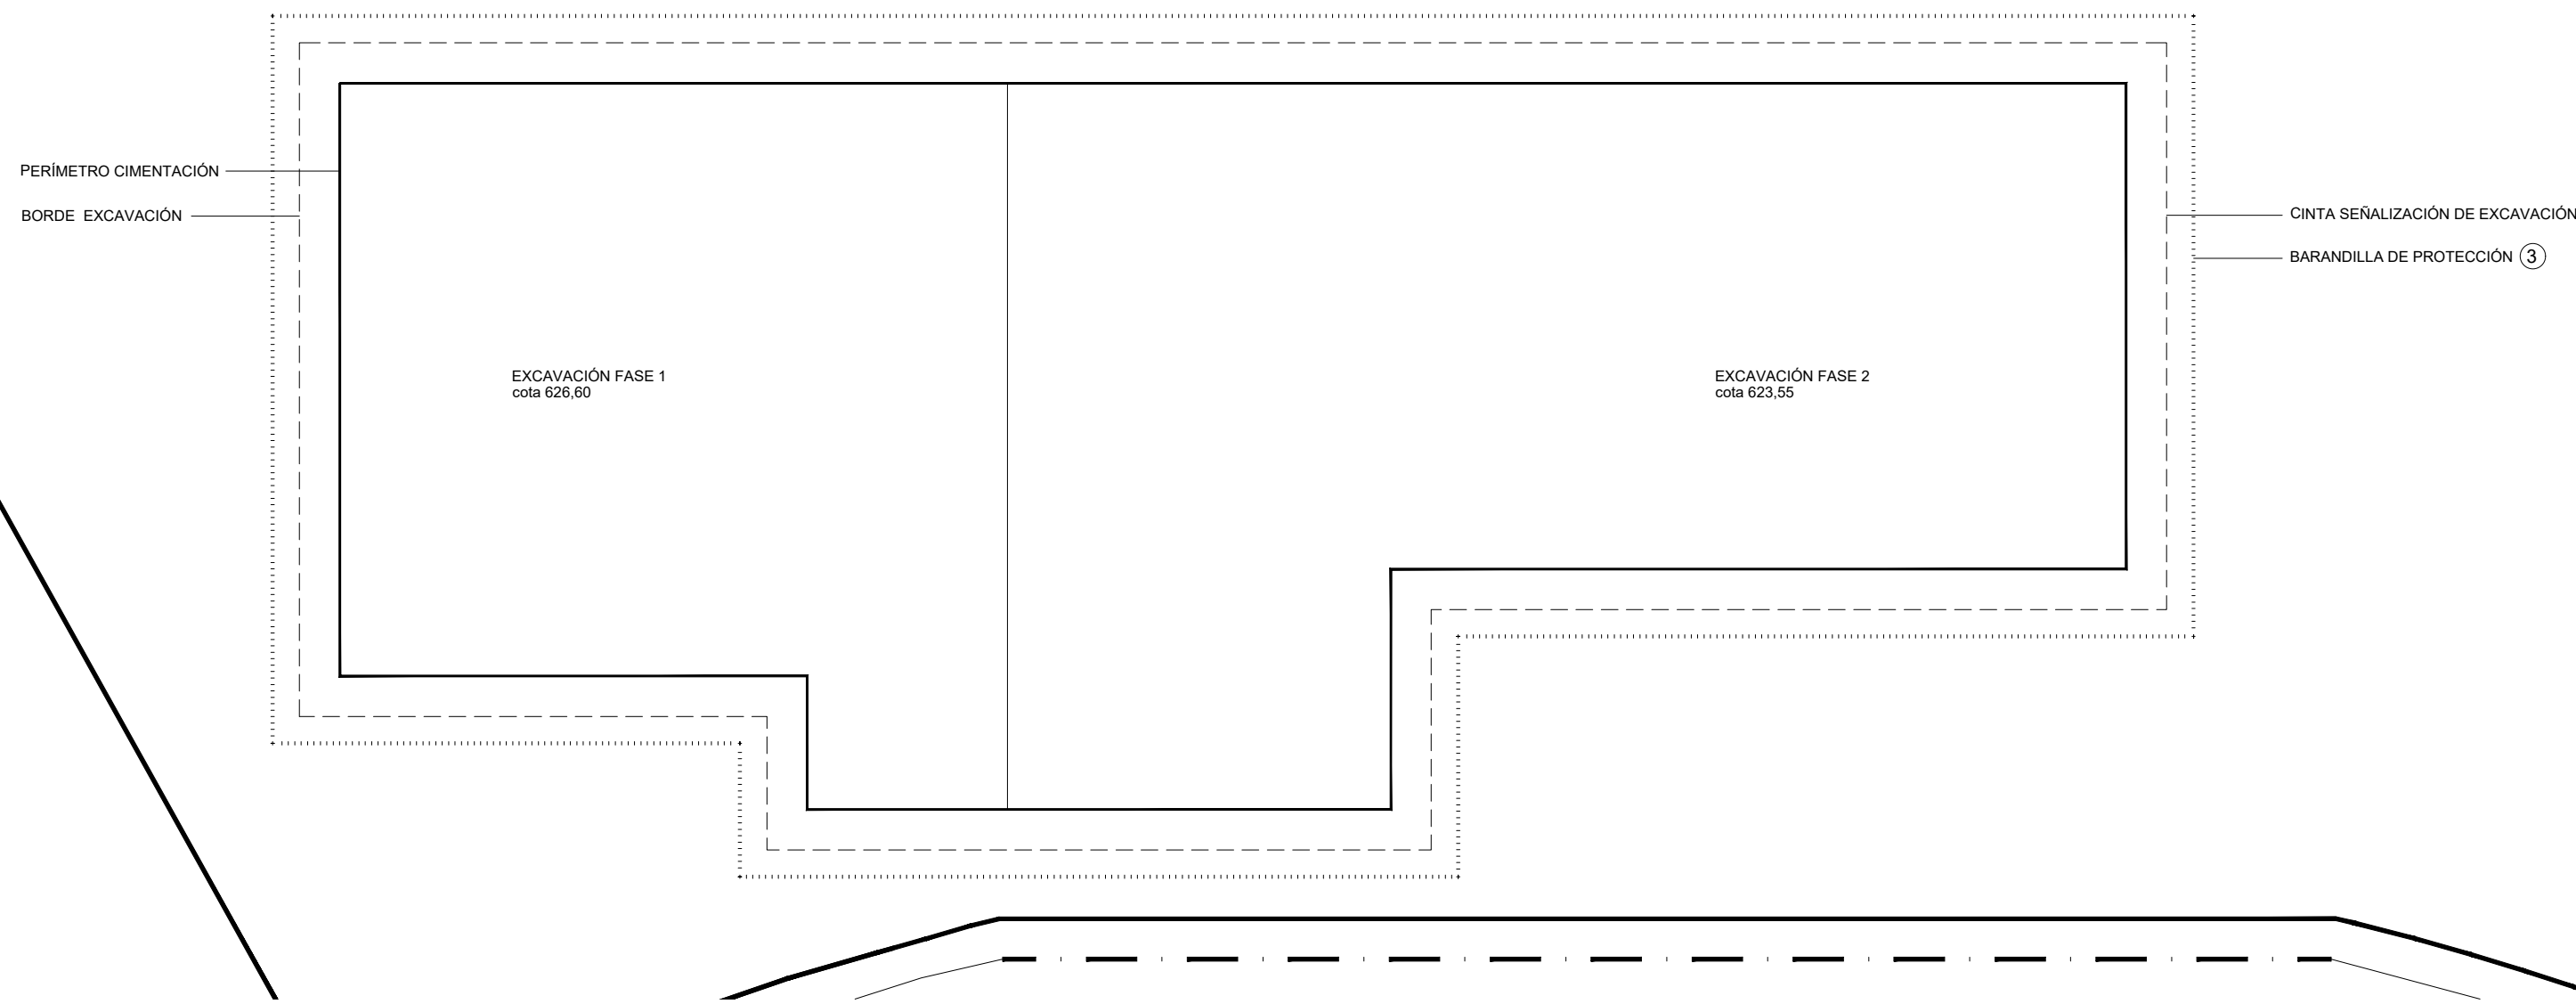 PERÍMETRO CIMENTACIÓN
BORDE EXCAVACIÓN
CINTA SEÑALIZACIÓN DE EXCAVACIÓN
BARANDILLA DE PROTECCIÓN 3
EXCAVACIÓN FASE 1
cota 626,60
EXCAVACIÓN FASE 2
cota 623,55